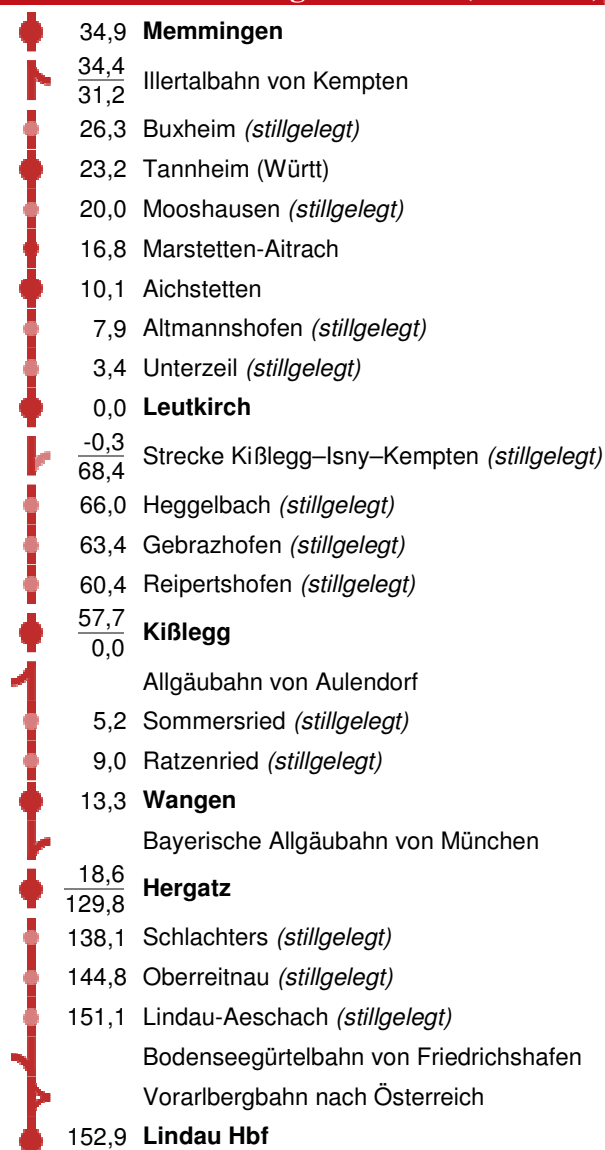 34,9 Memmingen
34,4
31,2 Illertalbahn von Kempten
26,3 Buxheim (stillgelegt)
23,2 Tannheim (Württ)
20,0 Mooshausen (stillgelegt)
16,8 Marstetten-Aitrach
10,1 Aichstetten
7,9 Altmannshofen (stillgelegt)
3,4 Unterzeil (stillgelegt)
0,0 Leutkirch
-0,3
68,4 Strecke Kißlegg–Isny–Kempten (stillgelegt)
66,0 Heggelbach (stillgelegt)
63,4 Gebrazhofen (stillgelegt)
60,4 Reipertshofen (stillgelegt)
57,7
0,0 Kißlegg
Allgäubahn von Aulendorf
5,2 Sommersried (stillgelegt)
9,0 Ratzenried (stillgelegt)
13,3 Wangen
Bayerische Allgäubahn von München
18,6
129,8 Hergatz
138,1 Schlachters (stillgelegt)
144,8 Oberreitnau (stillgelegt)
151,1 Lindau-Aeschach (stillgelegt)
Bodenseegürtelbahn von Friedrichshafen
Vorarlbergbahn nach Österreich
152,9 Lindau Hbf